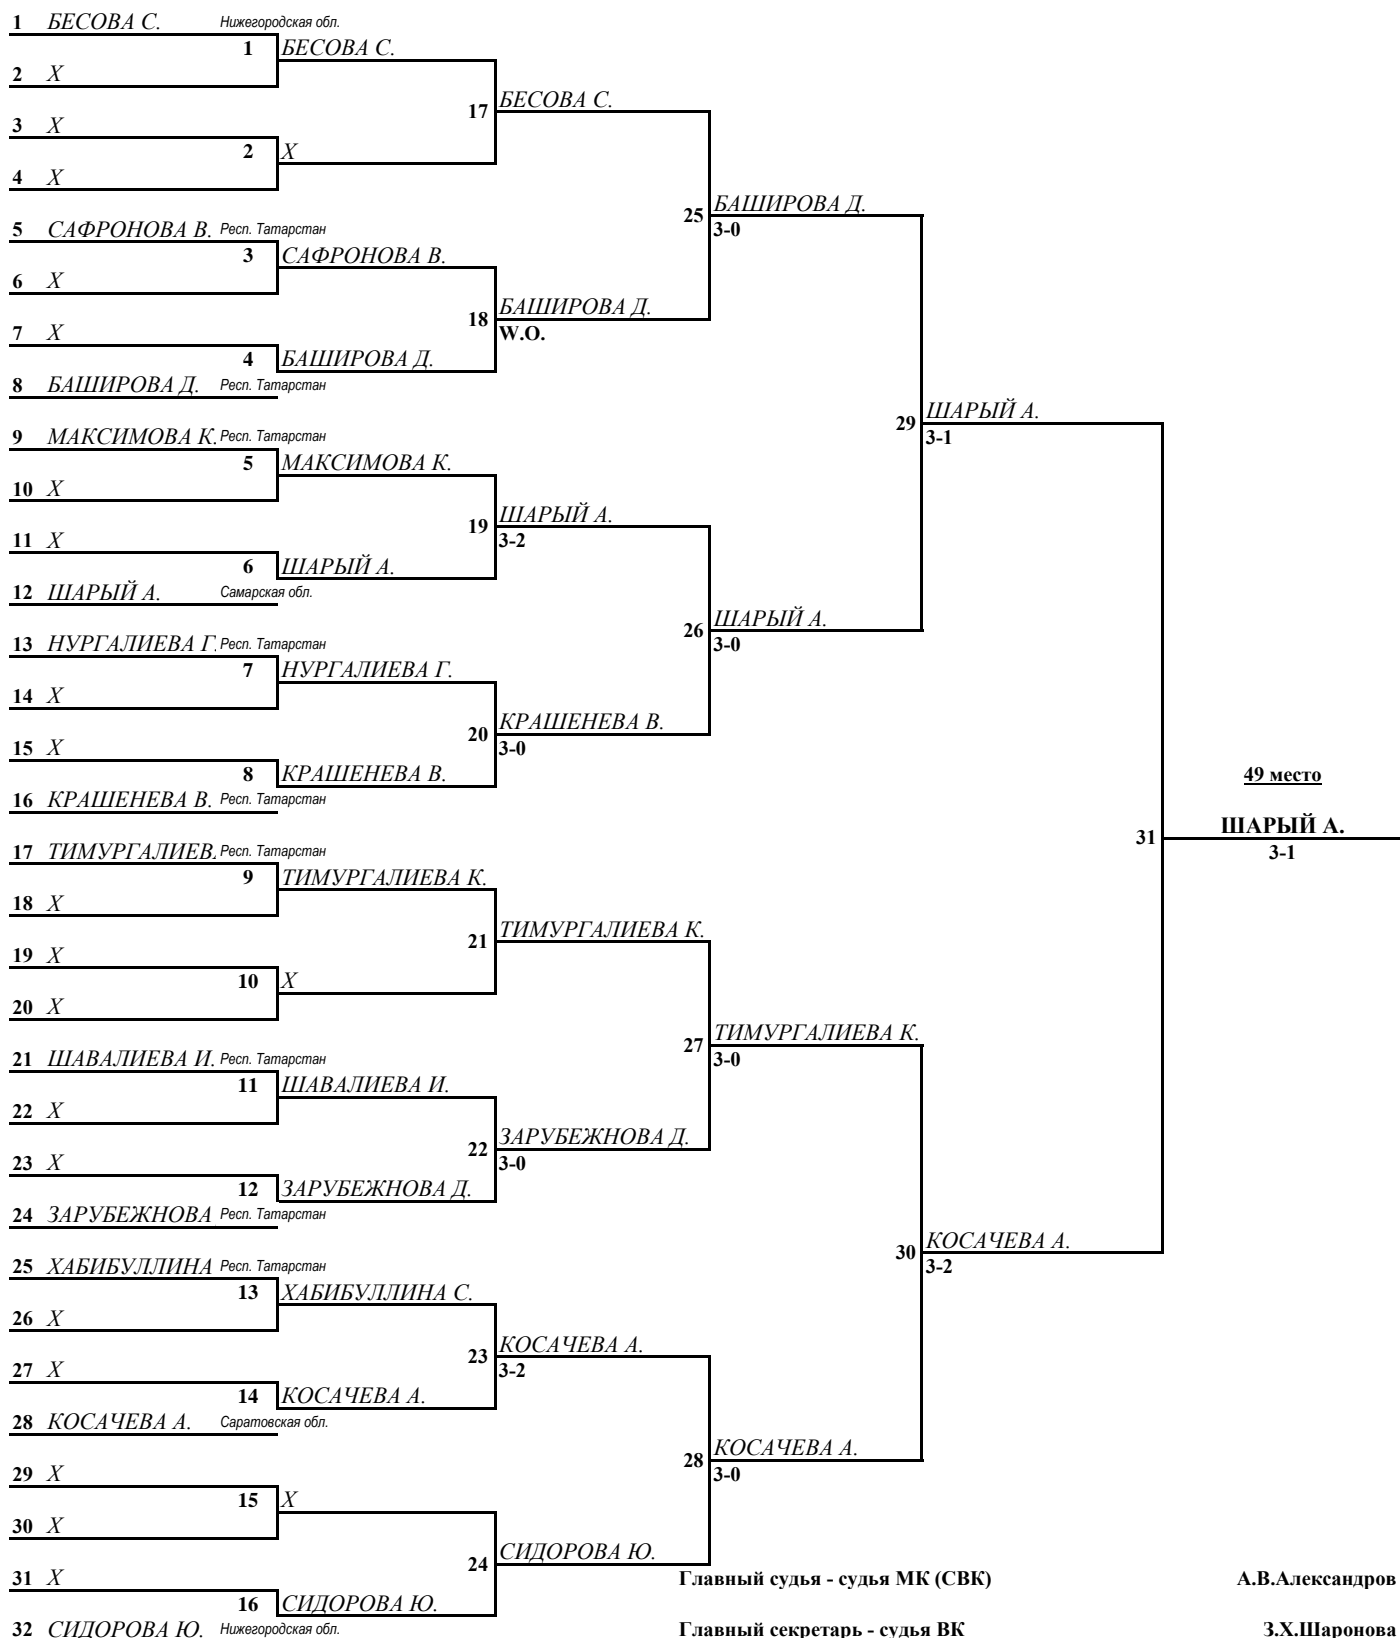 1 БЕСОВА С. Нижегородская обл.
1 БЕСОВА С.
2 Х
17 БЕСОВА С.
3 Х
2 Х
4 Х
25 БАШИРОВА Д.
3-0
5 САФРОНОВА В. Респ. Татарстан
3 САФРОНОВА В.
6 Х
18 БАШИРОВА Д.
W.O.
7 Х
4 БАШИРОВА Д.
8 БАШИРОВА Д. Респ. Татарстан
29 ШАРЫЙ А.
3-1
9 МАКСИМОВА К. Респ. Татарстан
5 МАКСИМОВА К.
10 Х
19 ШАРЫЙ А.
3-2
11 Х
6 ШАРЫЙ А.
12 ШАРЫЙ А. Самарская обл.
26 ШАРЫЙ А.
3-0
13 НУРГАЛИЕВА Г. Респ. Татарстан
7 НУРГАЛИЕВА Г.
14 Х
20 КРАШЕНЕВА В.
3-0
15 Х
8 КРАШЕНЕВА В.
16 КРАШЕНЕВА В. Респ. Татарстан
49 место
31 ШАРЫЙ А.
3-1
17 ТИМУРГАЛИЕВ Респ. Татарстан
9 ТИМУРГАЛИЕВА К.
18 Х
21 ТИМУРГАЛИЕВА К.
19 Х
10 Х
20 Х
27 ТИМУРГАЛИЕВА К.
3-0
21 ШАВАЛИЕВА И. Респ. Татарстан
11 ШАВАЛИЕВА И.
22 Х
22 ЗАРУБЕЖНОВА Д.
3-0
23 Х
12 ЗАРУБЕЖНОВА Д.
24 ЗАРУБЕЖНОВА Респ. Татарстан
30 КОСАЧЕВА А.
3-2
25 ХАБИБУЛЛИНА Респ. Татарстан
13 ХАБИБУЛЛИНА С.
26 Х
23 КОСАЧЕВА А.
3-2
27 Х
14 КОСАЧЕВА А.
28 КОСАЧЕВА А. Саратовская обл.
28 КОСАЧЕВА А.
3-0
29 Х
15 Х
30 Х
24 СИДОРОВА Ю.
31 Х
16 СИДОРОВА Ю.
32 СИДОРОВА Ю. Нижегородская обл.
Главный судья - судья МК (СВК) А.В.Александров
Главный секретарь - судья ВК З.Х.Шаронова